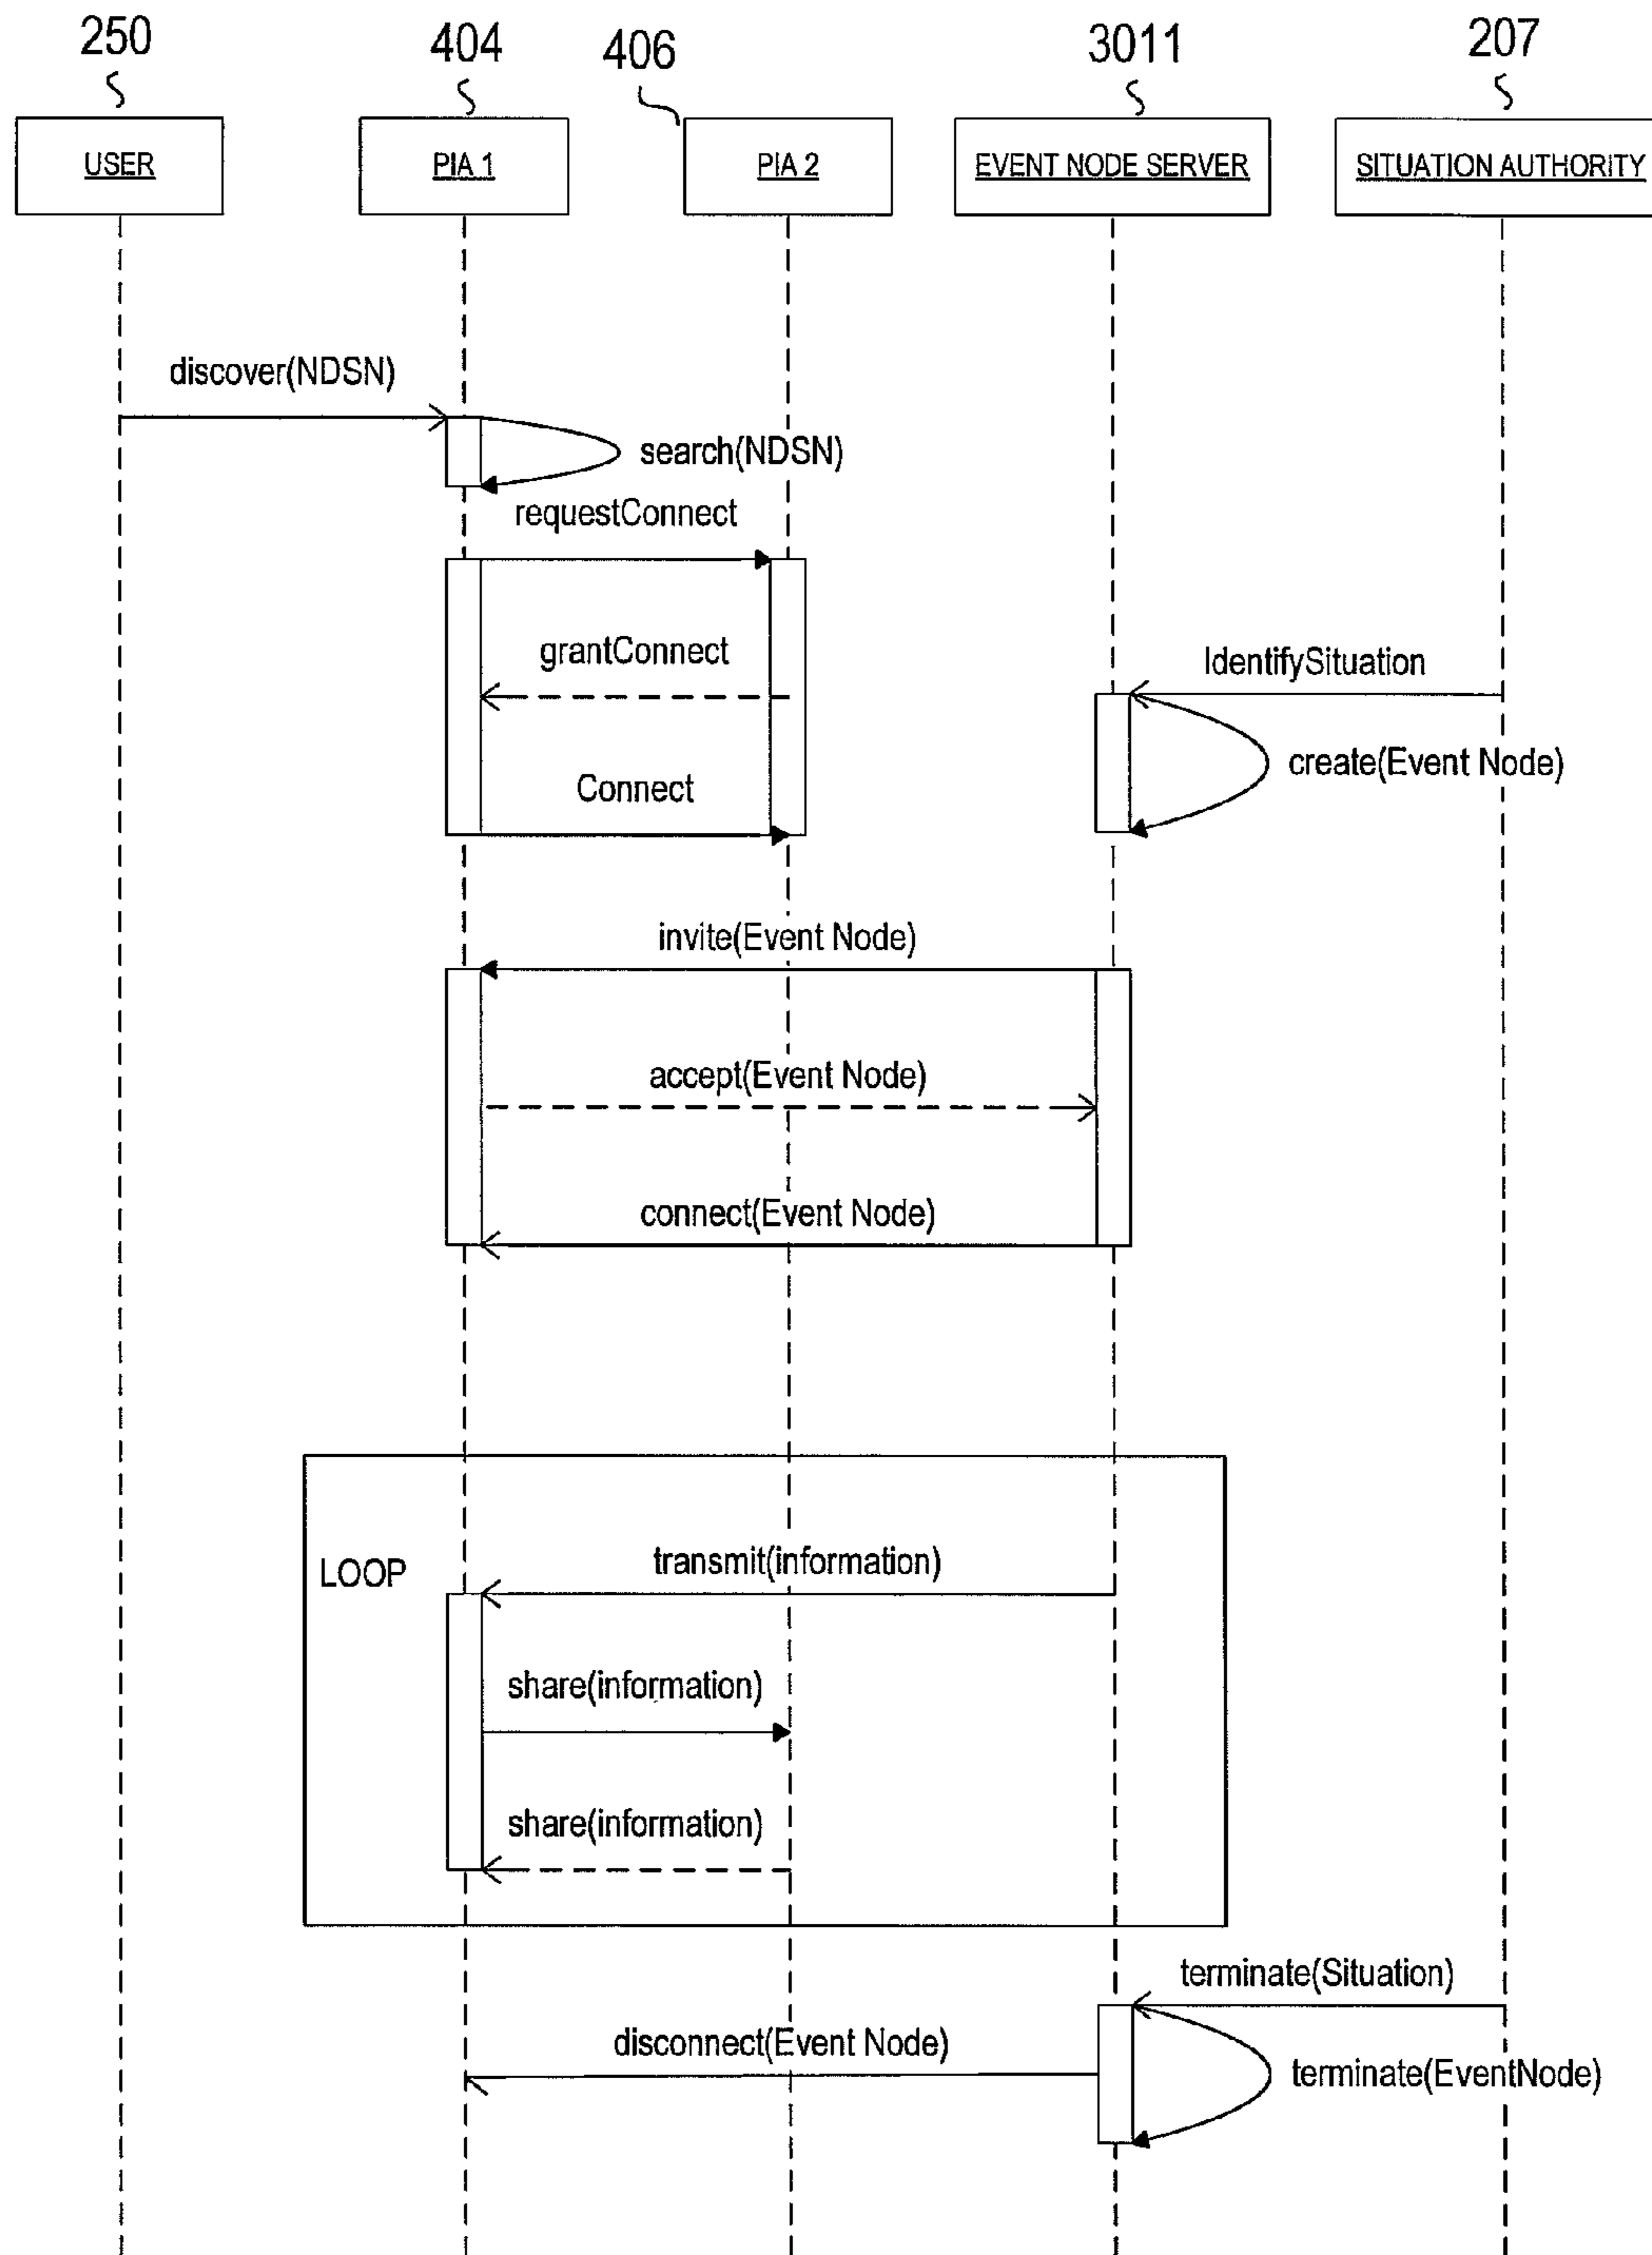 250
404
406
3011
207
USER
PIA 1
PIA 2
EVENT NODE SERVER
SITUATION AUTHORITY
discover(NDSN)
search(NDSN)
requestConnect
grantConnect
IdentifySituation
create(Event Node)
Connect
invite(Event Node)
accept(Event Node)
connect(Event Node)
LOOP
transmit(information)
share(information)
share(information)
terminate(Situation)
disconnect(Event Node)
terminate(EventNode)